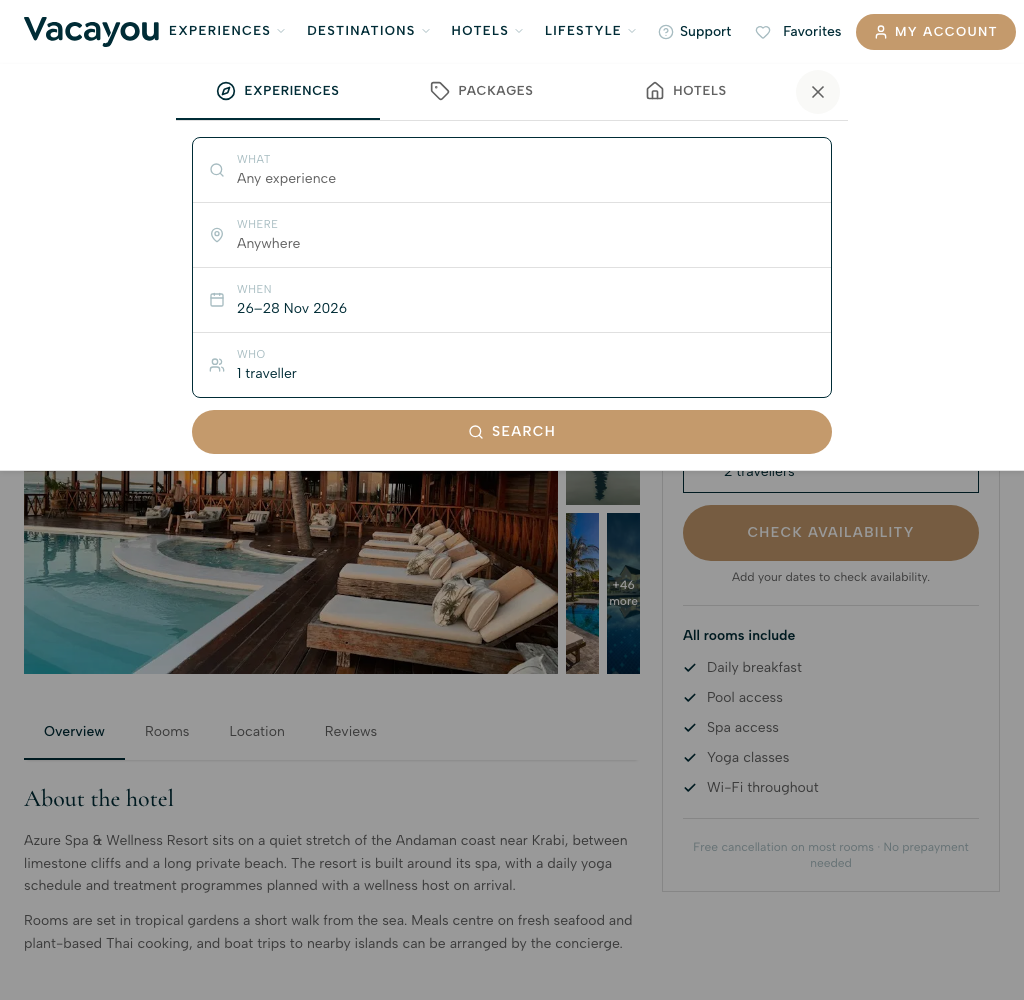 Vacayou
EXPERIENCES
DESTINATIONS
HOTELS
LIFESTYLE
Support
Favorites
MY ACCOUNT
EXPERIENCES
PACKAGES
HOTELS
WHAT
Any experience
WHERE
Anywhere
WHEN
26–28 Nov 2026
WHO
1 traveller
SEARCH
2 travellers
CHECK AVAILABILITY
Add your dates to check availability.
+46
more
All rooms include
Daily breakfast
Pool access
Spa access
Yoga classes
Wi-Fi throughout
Free cancellation on most rooms · No prepayment
needed
Overview
Rooms
Location
Reviews
About the hotel
Azure Spa & Wellness Resort sits on a quiet stretch of the Andaman coast near Krabi, between
limestone cliffs and a long private beach. The resort is built around its spa, with a daily yoga
schedule and treatment programmes planned with a wellness host on arrival.
Rooms are set in tropical gardens a short walk from the sea. Meals centre on fresh seafood and
plant-based Thai cooking, and boat trips to nearby islands can be arranged by the concierge.